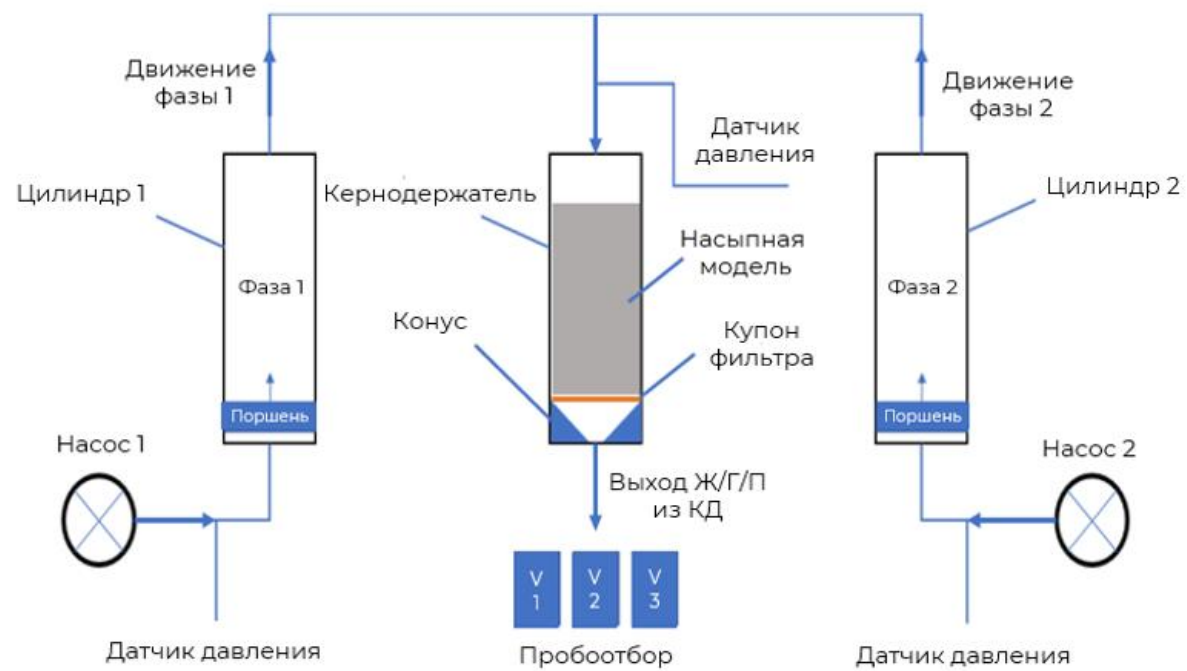 Движение
фазы 1
Движение
фазы 2
Датчик
давления
Цилиндр 1
Кернодержатель
Цилиндр 2
Насыпная
модель
Фаза 1
Фаза 2
Конус
Купон
фильтра
Поршень
Поршень
Насос 1
Насос 2
Выход Ж/Г/П
из КД
V
1
V
2
V
3
Датчик давления
Пробоотбор
Датчик давления